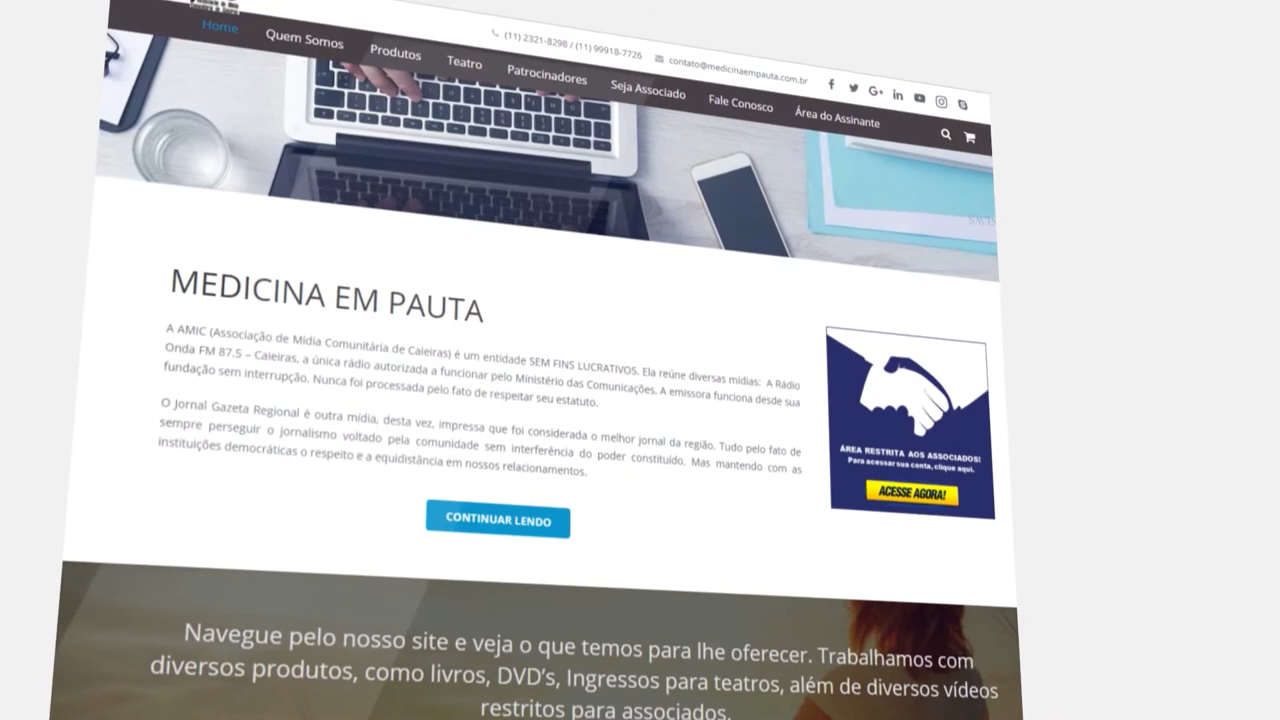 (11) 2321-8298 / (11) 99918-7726
contato@medicinaempauta.com.br
Home
Quem Somos
Produtos
Teatro
Patrocinadores
Seja Associado
Fale Conosco
Área do Assinante
MEDICINA EM PAUTA
A AMIC (Associação de Mídia Comunitária de Caieiras) é um entidade SEM FINS LUCRATIVOS. Ela reúne diversas mídias: A Rádio
Onda FM 87.5 – Caieiras, a única rádio autorizada a funcionar pelo Ministério das Comunicações. A emissora funciona desde sua
fundação sem interrupção. Nunca foi processada pelo fato de respeitar seu estatuto.
O Jornal Gazeta Regional é outra mídia, desta vez, impressa que foi considerada o melhor jornal da região. Tudo pelo fato de
sempre perseguir o jornalismo voltado pela comunidade sem interferência do poder constituído. Mas mantendo com as
instituições democráticas o respeito e a equidistância em nossos relacionamentos.
CONTINUAR LENDO
ÁREA RESTRITA AOS ASSOCIADOS!
Para acessar sua conta, clique aqui.
ACESSE AGORA!
Navegue pelo nosso site e veja o que temos para lhe oferecer. Trabalhamos com
diversos produtos, como livros, DVD's, Ingressos para teatros, além de diversos vídeos
restritos para associados.